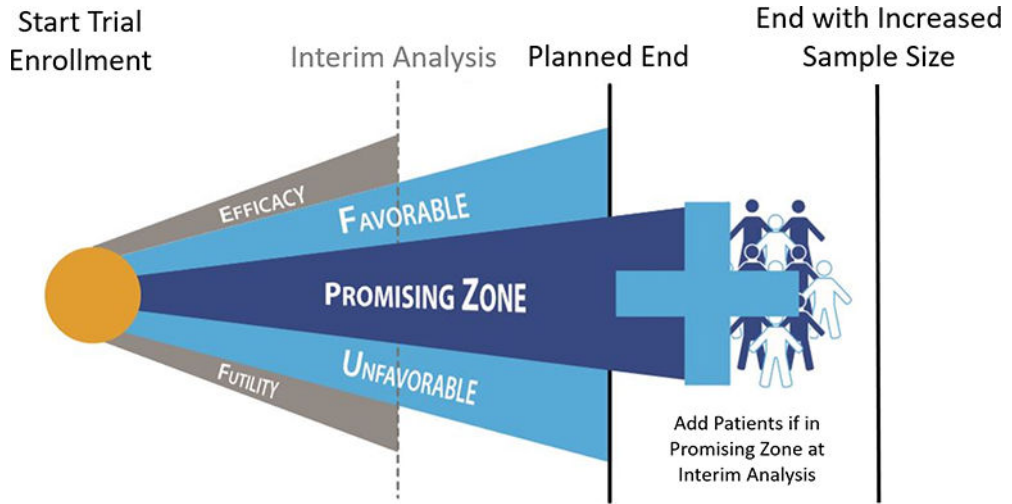 Start Trial
Enrollment
Interim Analysis
Planned End
End with Increased
Sample Size
EFFICACY
FAVORABLE
PROMISING ZONE
UNFAVORABLE
FUTILITY
Add Patients if in
Promising Zone at
Interim Analysis